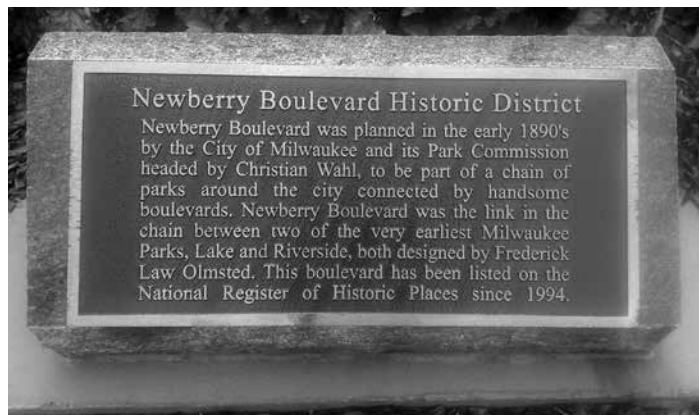 Newberry Boulevard Historic District
Newberry Boulevard was planned in the early 1890's
by the City of Milwaukee and its Park Commission
headed by Christian Wahl, to be part of a chain of
parks around the city connected by handsome
boulevards. Newberry Boulevard was the link in the
chain between two of the very earliest Milwaukee
Parks, Lake and Riverside, both designed by Frederick
Law Olmsted. This boulevard has been listed on the
National Register of Historic Places since 1994.